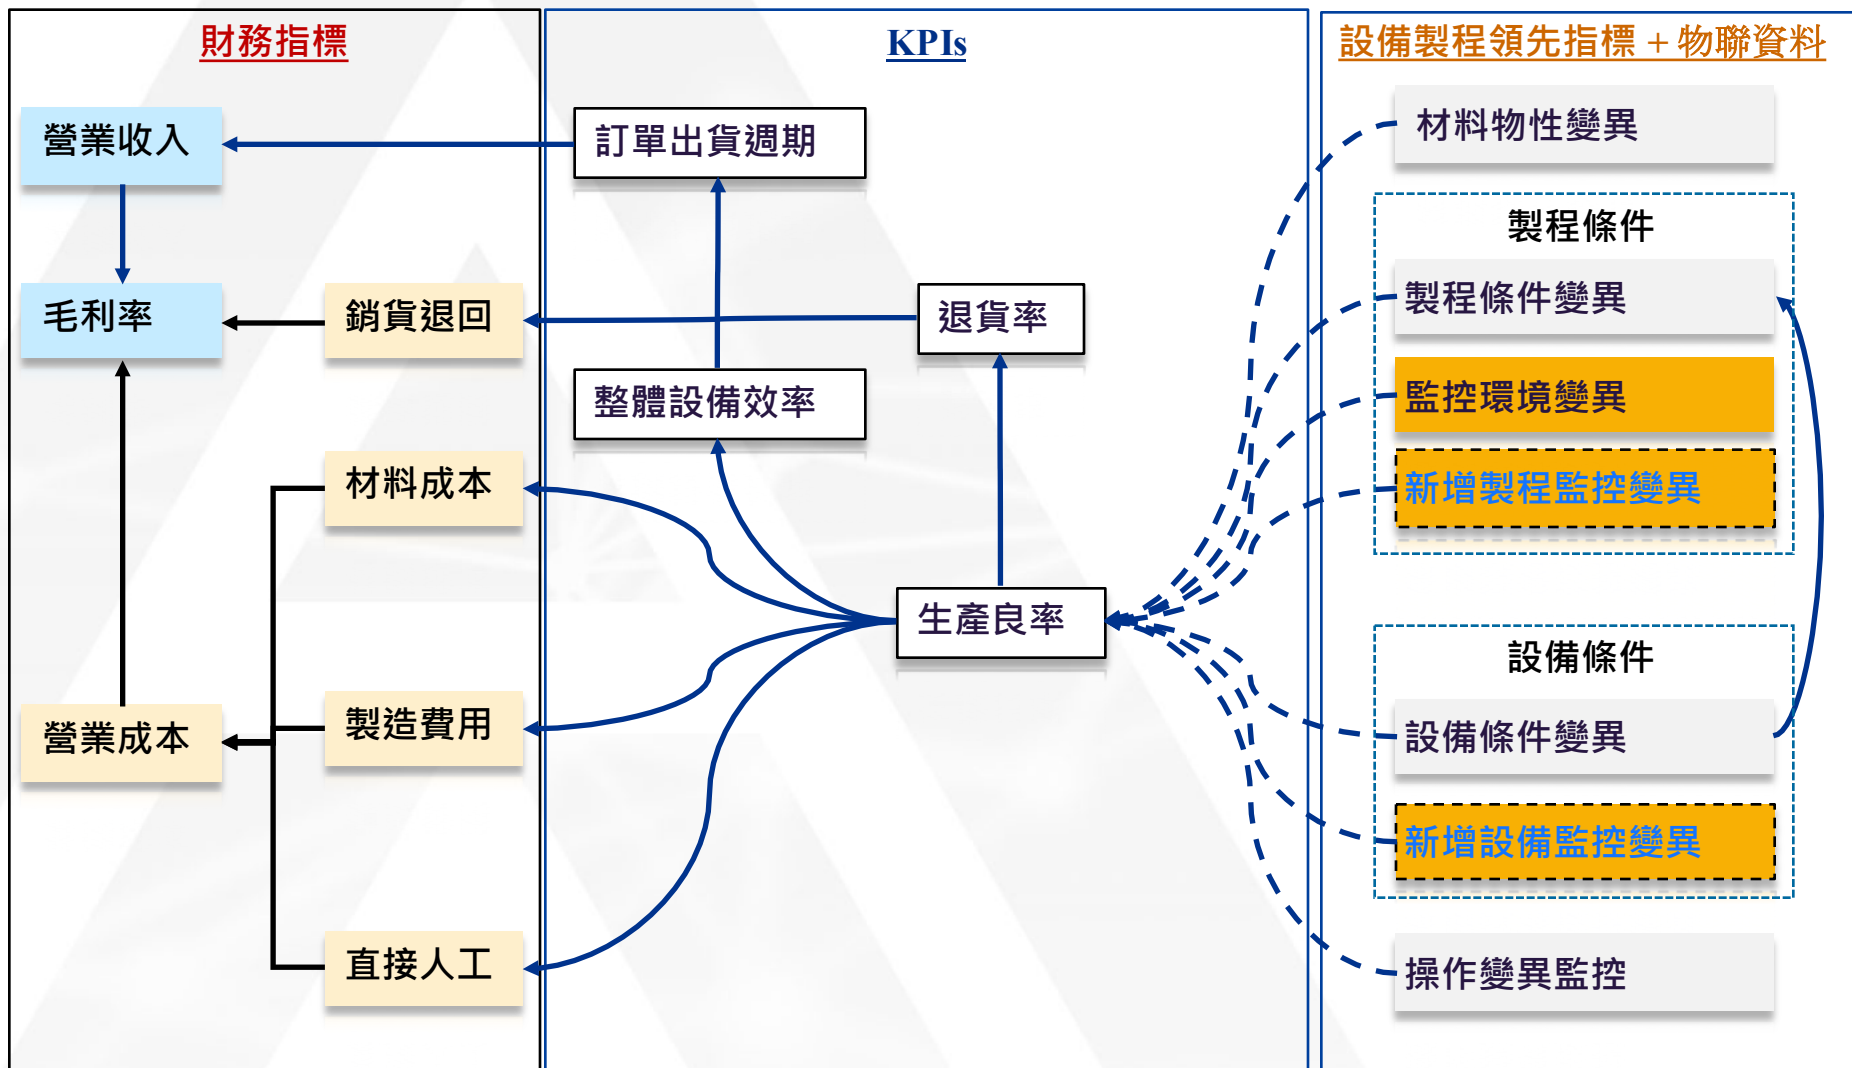 財務指標
營業收入
毛利率
銷貨退回
材料成本
製造費用
營業成本
直接人工
KPIs
訂單出貨週期
退貨率
整體設備效率
生產良率
設備製程領先指標 + 物聯資料
材料物性變異
製程條件
製程條件變異
監控環境變異
新增製程監控變異
設備條件
設備條件變異
新增設備監控變異
操作變異監控